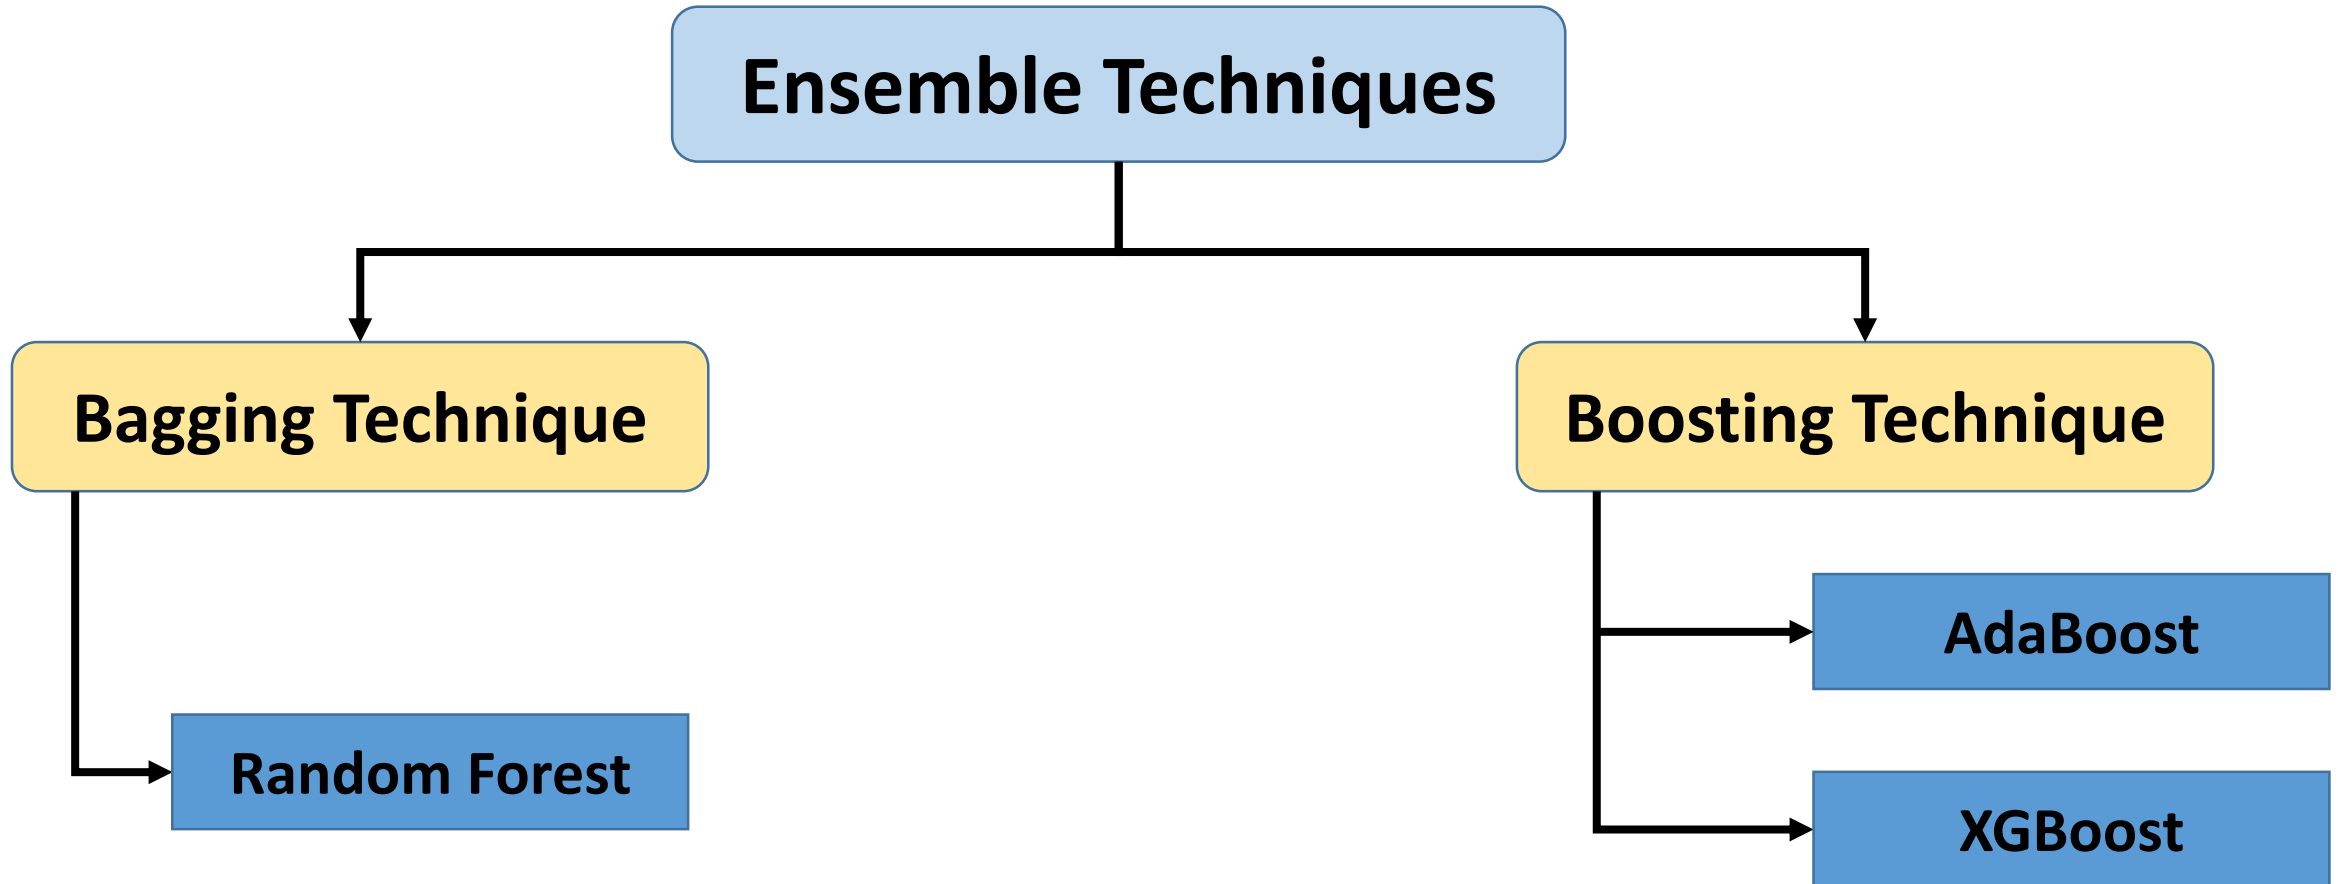 Ensemble Techniques
Bagging Technique
Boosting Technique
AdaBoost
Random Forest
XGBoost